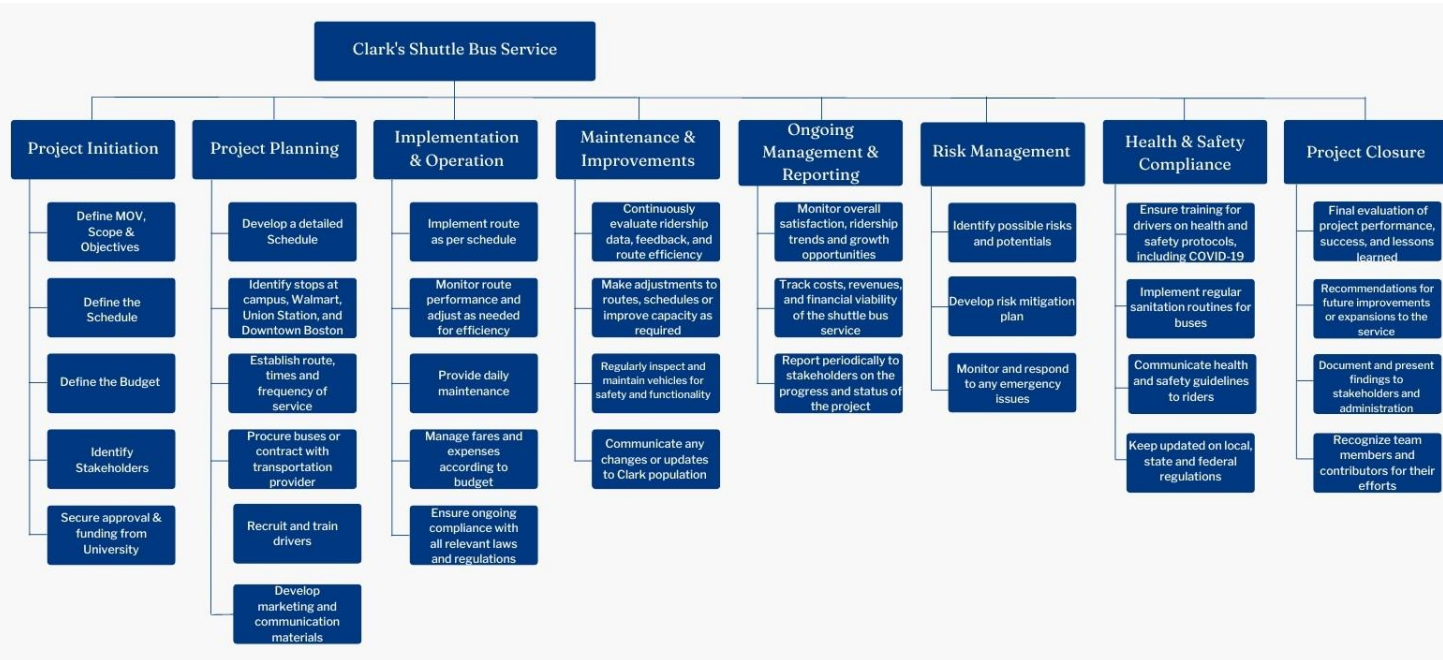 Clark's Shuttle Bus Service
Project Initiation
Define MOV,
Scope &
Objectives
Define the
Schedule
Define the Budget
Identify
Stakeholders
Secure approval &
funding from
University
Project Planning
Develop a detailed
Schedule
Identify stops at
campus, Walmart,
Union Station, and
Downtown Boston
Establish route,
times and
frequency of
service
Procure buses or
contract with
transportation
provider
Recruit and train
drivers
Develop
marketing and
communication
materials
Implementation
& Operation
Implement route
as per schedule
Monitor route
performance and
adjust as needed
for efficiency
Provide daily
maintenance
Manage fares and
expenses
according to
budget
Ensure ongoing
compliance with
all relevant laws
and regulations
Maintenance &
Improvements
Continuously
evaluate ridership
data, feedback, and
route efficiency
Make adjustments to
routes, schedules or
improve capacity as
required
Regularly inspect and
maintain vehicles for
safety and functionality
Communicate any
changes or updates
to Clark population
Ongoing
Management &
Reporting
Monitor overall
satisfaction, ridership
trends and growth
opportunities
Track costs, revenues,
and financial viability
of the shuttle bus
service
Report periodically to
stakeholders on the
progress and status of
the project
Risk Management
Identify possible risks
and potentials
Develop risk mitigation
plan
Monitor and respond
to any emergency
issues
Health & Safety
Compliance
Ensure training for
drivers on health and
safety protocols,
including COVID-19
Implement regular
sanitation routines for
buses
Communicate health
and safety guidelines
to riders
Keep updated on local,
state and federal
regulations
Project Closure
Final evaluation of
project performance,
success, and lessons
learned
Recommendations for
future improvements
or expansions to the
service
Document and present
findings to
stakeholders and
administration
Recognize team
members and
contributors for their
efforts